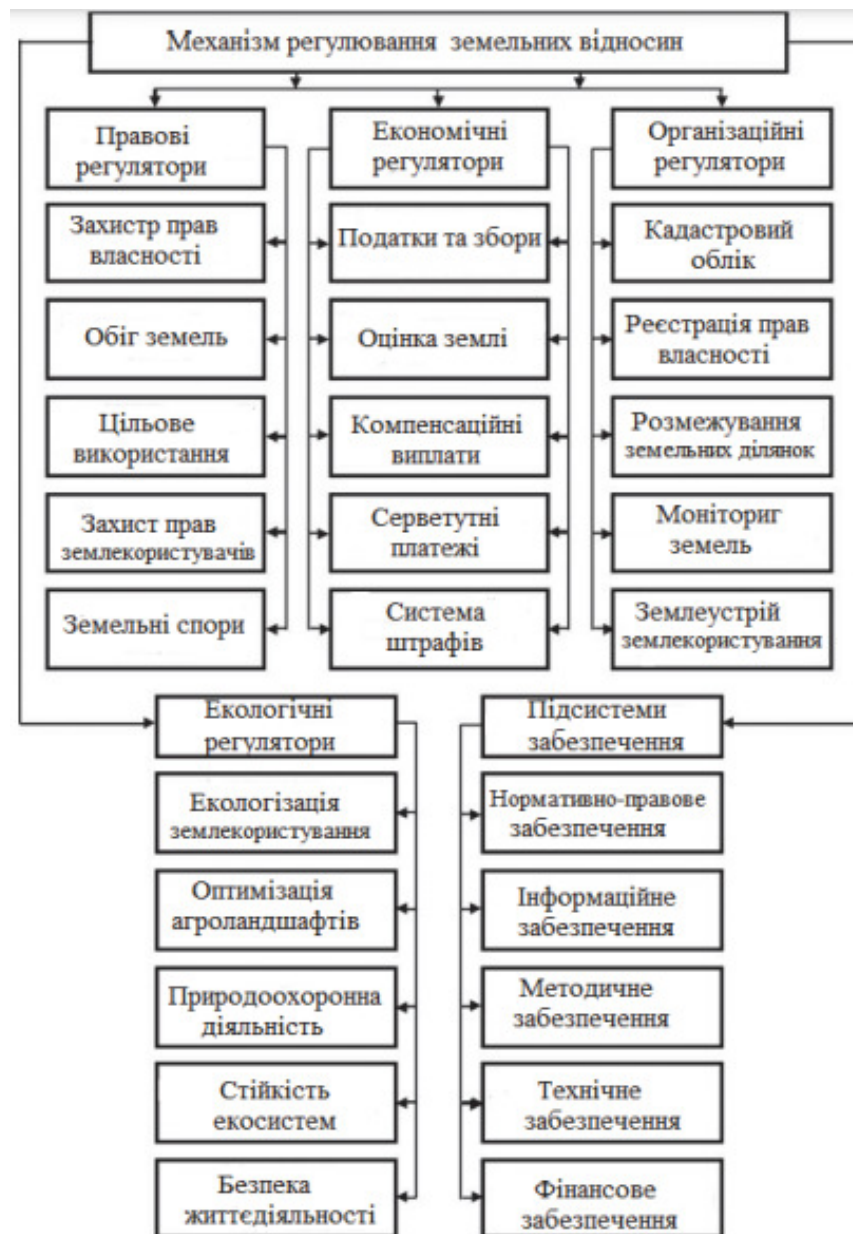 Механізм регулювання земельних відносин
Правові
регулятори
Економічні
регулятори
Організаційні
регулятори
Захистр прав
власності
Податки та збори
Кадастровий
облік
Обіг земель
Оцінка землі
Реєстрація прав
власності
Цільове
використання
Компенсаційні
виплати
Розмежування
земельних ділянок
Захист прав
землекористувачів
Серветутні
платежі
Моніториг
земель
Земельні спори
Система
штрафів
Землеустрій
землекористування
Екологічні
регулятори
Підсистеми
забезпечення
Екологізація
землекористування
Нормативно-правове
забезпечення
Оптимізація
агроландшафтів
Інформаційне
забезпечення
Природоохоронна
діяльність
Методичне
забезпечення
Стійкість
екосистем
Технічне
забезпечення
Безпека
життєдіяльності
Фінансове
забезпечення